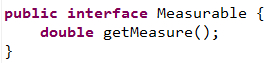 public interface Measurable {
    double getMeasure();
}